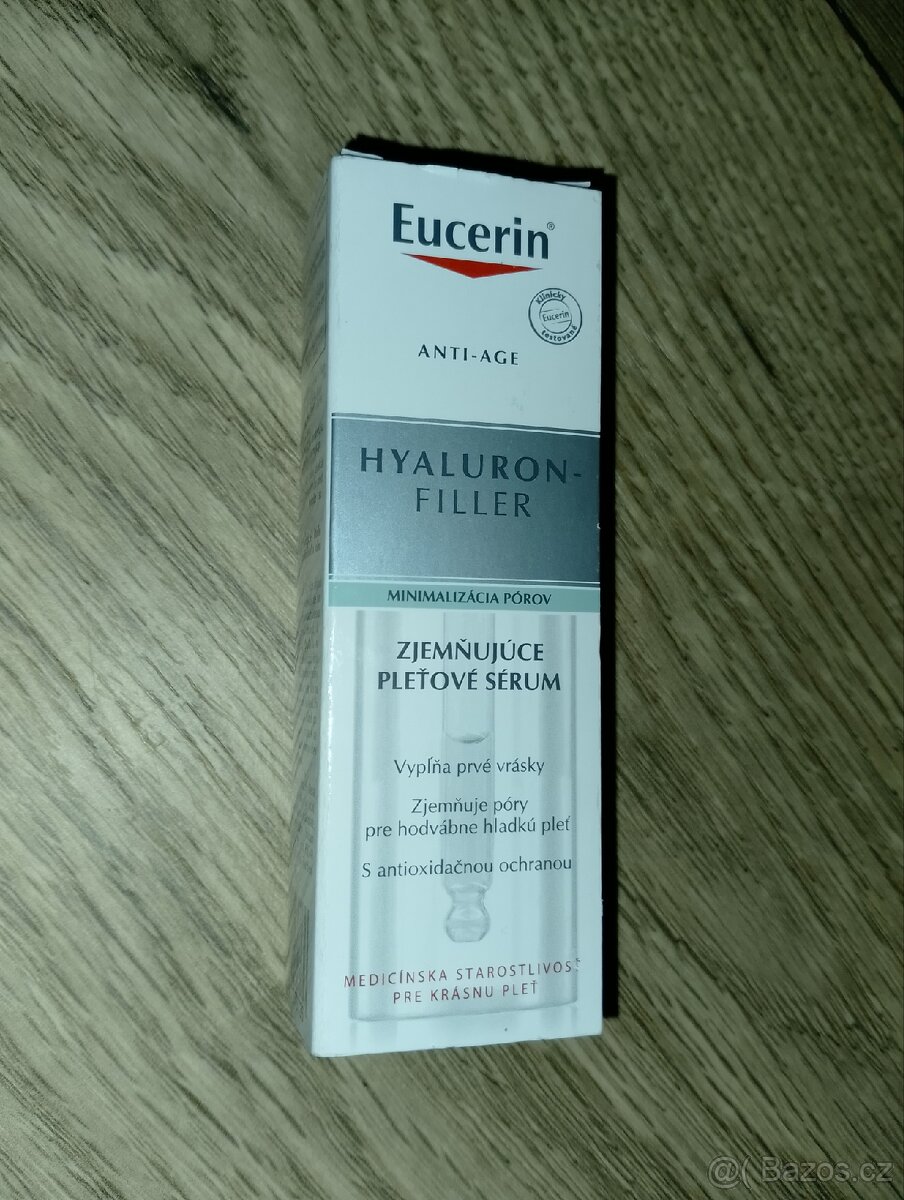 Eucerin®
Klinicky
Eucerin
testované
ANTI-AGE
HYALURON-
FILLER
MINIMALIZÁCIA PÓROV
ZJEMŇUJÚCE
PLEŤOVÉ SÉRUM
Vypĺňa prvé vrásky
Zjemňuje póry
pre hodvábne hladkú pleť
S antioxidačnou ochranou
MEDICÍNSKA STAROSTLIVOSŤ
PRE KRÁSNU PLEŤ
@( Bazos.cz